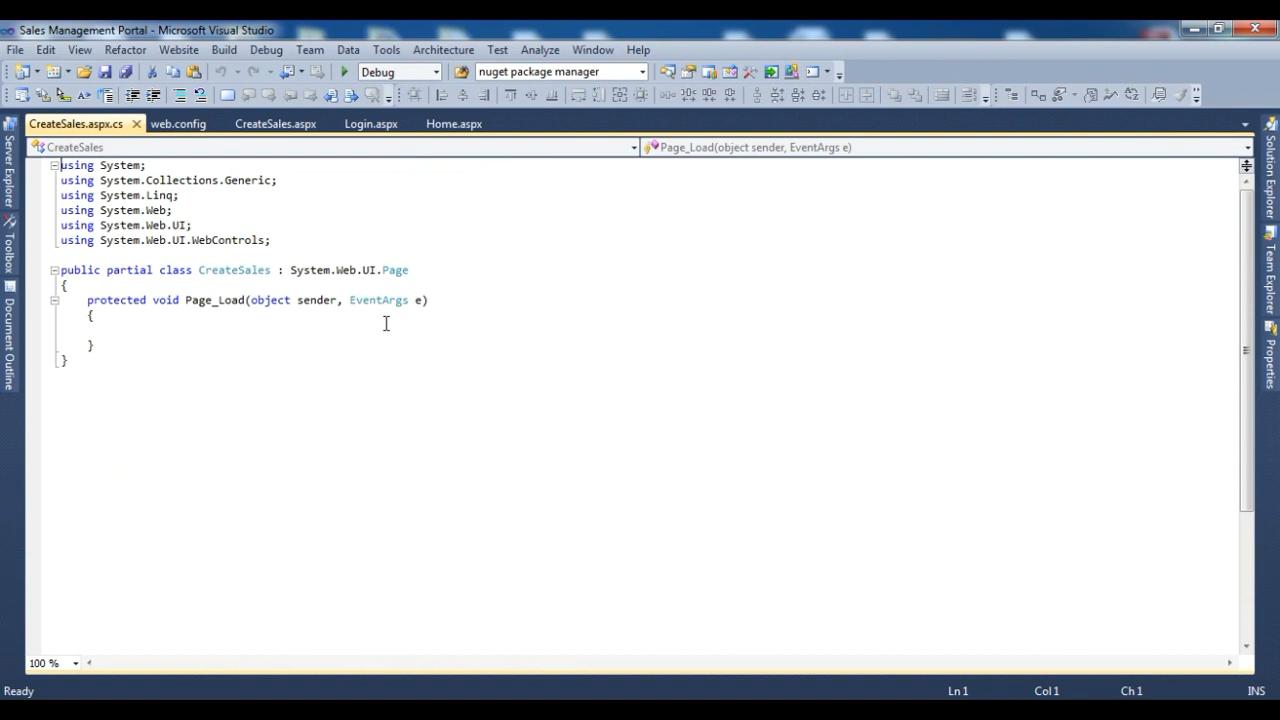 Sales Management Portal - Microsoft Visual Studio
File Edit View Refactor Website Build Debug Team Data Tools Architecture Test Analyze Window Help
Debug nuget package manager
CreateSales.aspx.cs web.config CreateSales.aspx Login.aspx Home.aspx
CreateSales Page_Load(object sender, EventArgs e)
using System;
using System.Collections.Generic;
using System.Linq;
using System.Web;
using System.Web.UI;
using System.Web.UI.WebControls;
public partial class CreateSales : System.Web.UI.Page
{
protected void Page_Load(object sender, EventArgs e)
{
}
}
Server Explorer
Toolbox
Document Outline
Solution Explorer
Team Explorer
Properties
100 %
Ready Ln 1 Col 1 Ch 1 INS